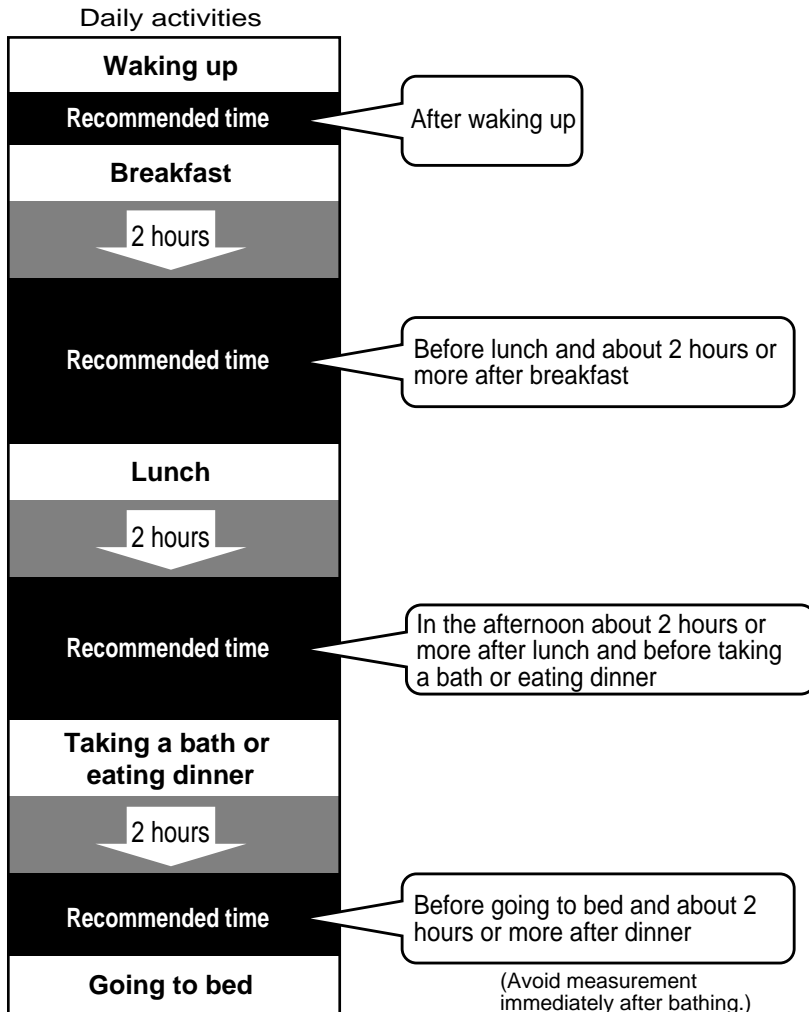 Daily activities
Waking up
Recommended time
After waking up
Breakfast
2 hours
Recommended time
Before lunch and about 2 hours or
more after breakfast
Lunch
2 hours
Recommended time
In the afternoon about 2 hours or
more after lunch and before taking
a bath or eating dinner
Taking a bath or
eating dinner
2 hours
Recommended time
Before going to bed and about 2
hours or more after dinner
Going to bed
(Avoid measurement
immediately after bathing.)